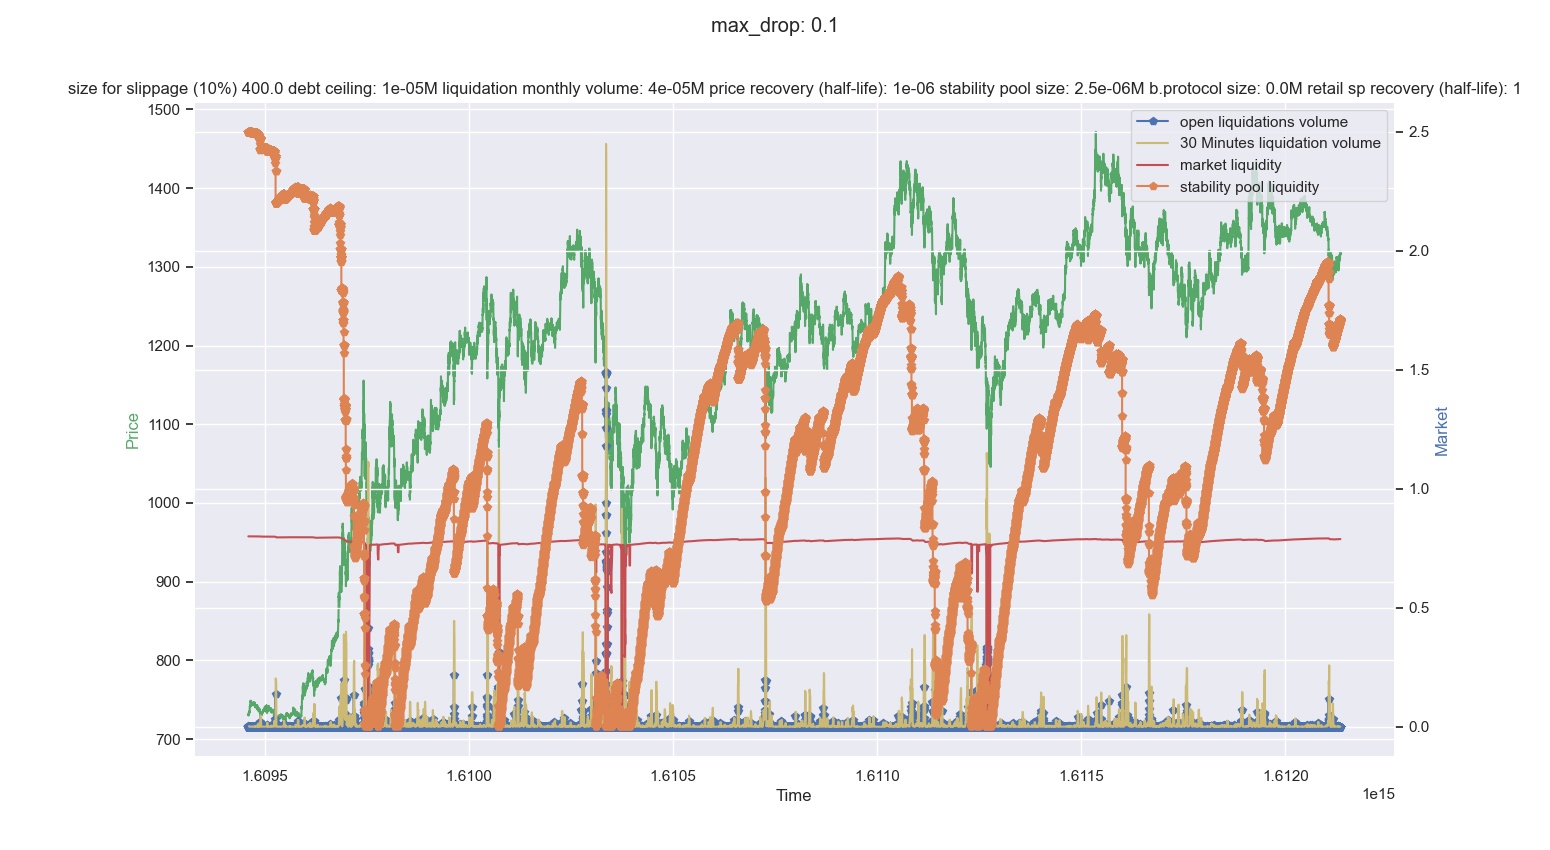 max_drop: 0.1
size for slippage (10%) 400.0 debt ceiling: 1e-05M liquidation monthly volume: 4e-05M price recovery (half-life): 1e-06 stability pool size: 2.5e-06M b.protocol size: 0.0M retail sp recovery (half-life): 1
open liquidations volume
30 Minutes liquidation volume
market liquidity
stability pool liquidity
Price
1500
1400
1300
1200
1100
1000
900
800
700
Market
2.5
2.0
1.5
1.0
0.5
0.0
1.6095 1.6100 1.6105 1.6110 1.6115 1.6120
1e15
Time